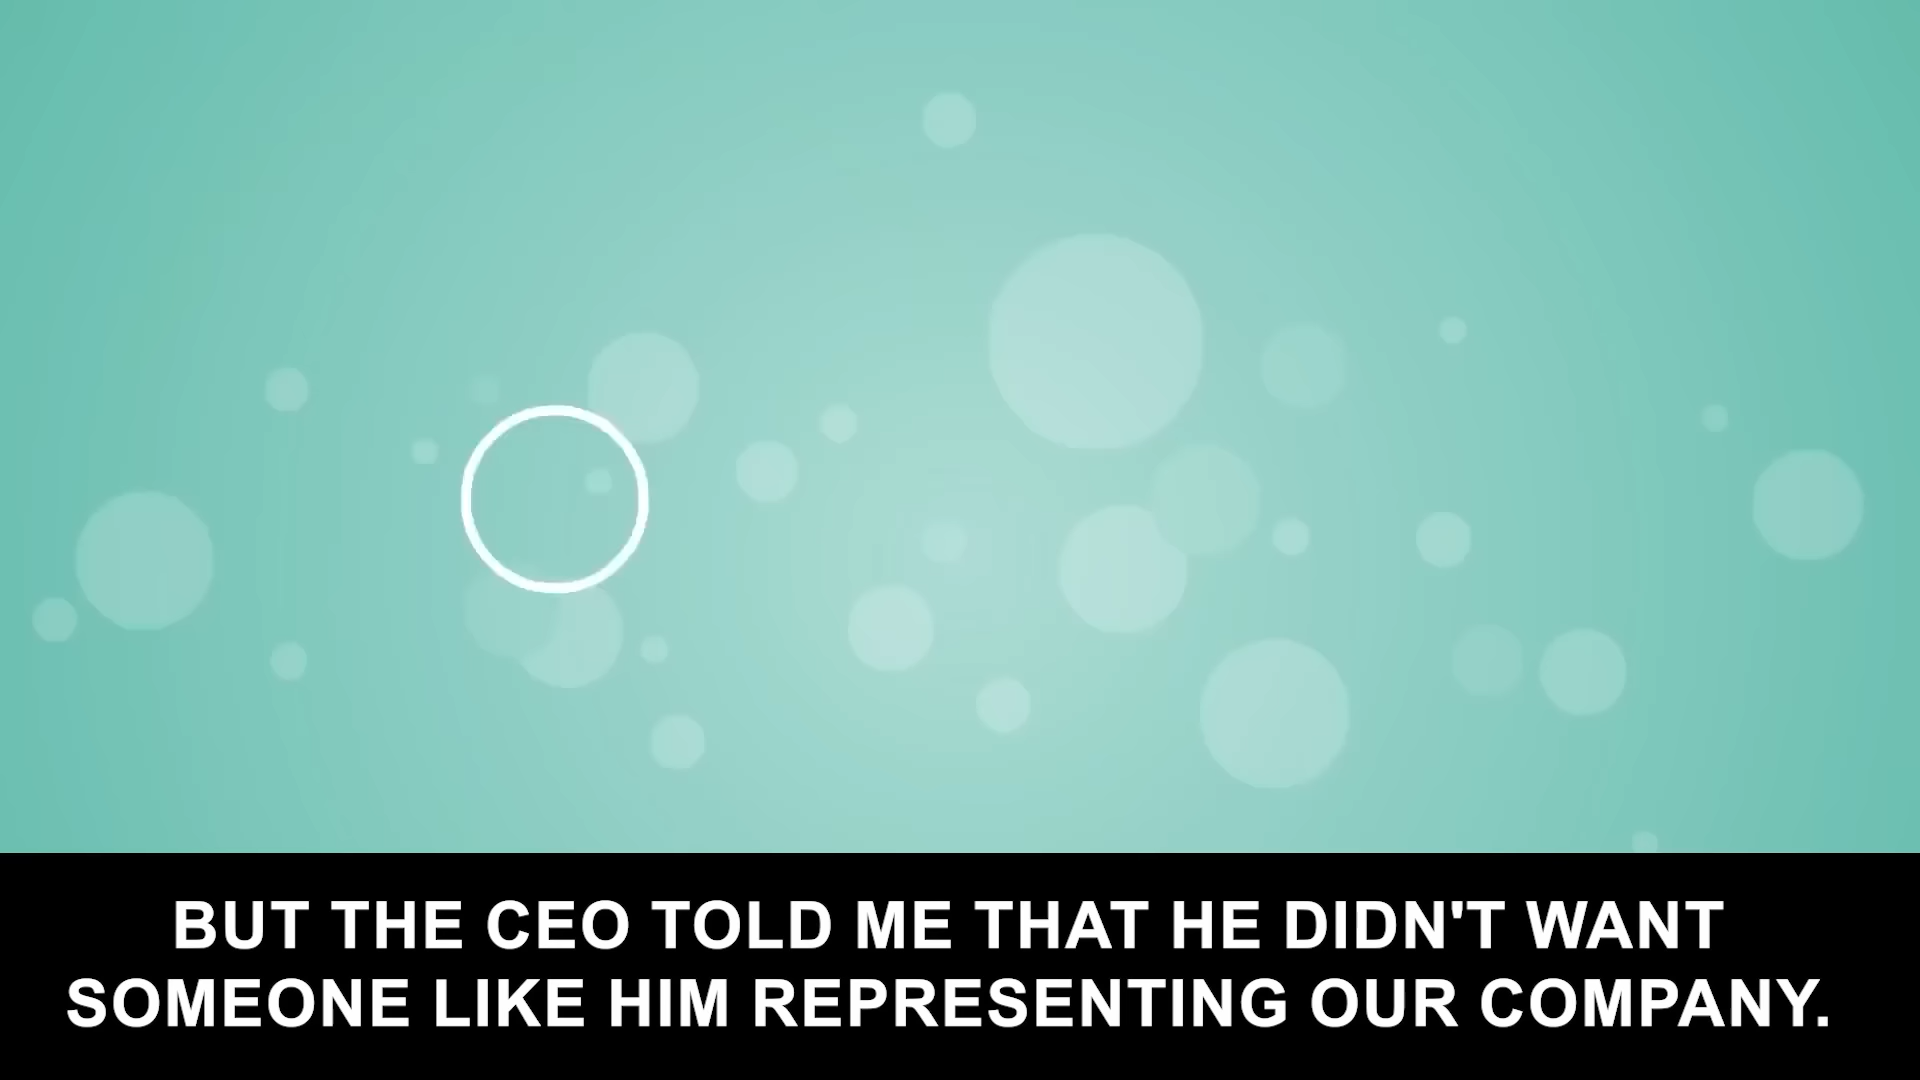 BUT THE CEO TOLD ME THAT HE DIDN'T WANT
SOMEONE LIKE HIM REPRESENTING OUR COMPANY.